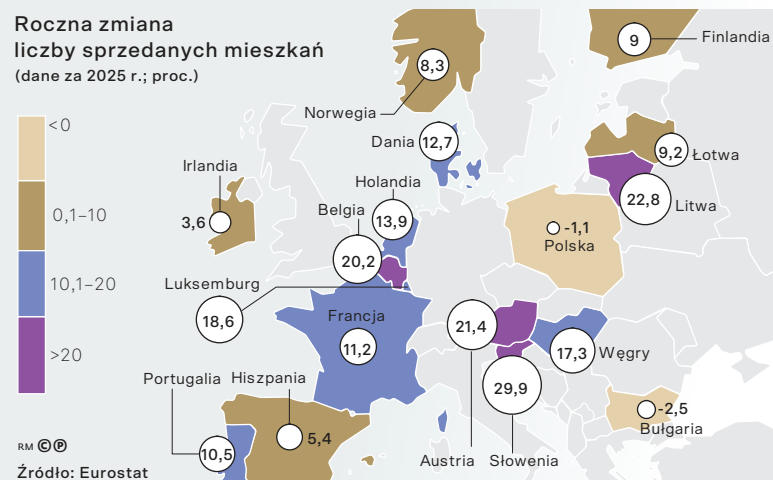 Roczna zmiana
liczby sprzedanych mieszkań
(dane za 2025 r.; proc.)
<0
0,1–10
10,1–20
>20
9
Finlandia
8,3
Norwegia
Dania
12,7
9,2
Łotwa
22,8
Litwa
Irlandia
3,6
Holandia
13,9
Belgia
20,2
-1,1
Polska
Luksemburg
18,6
Francja
11,2
21,4
Austria
17,3
Węgry
29,9
Słowenia
-2,5
Bułgaria
Portugalia
10,5
Hiszpania
5,4
RM ©℗
Źródło: Eurostat